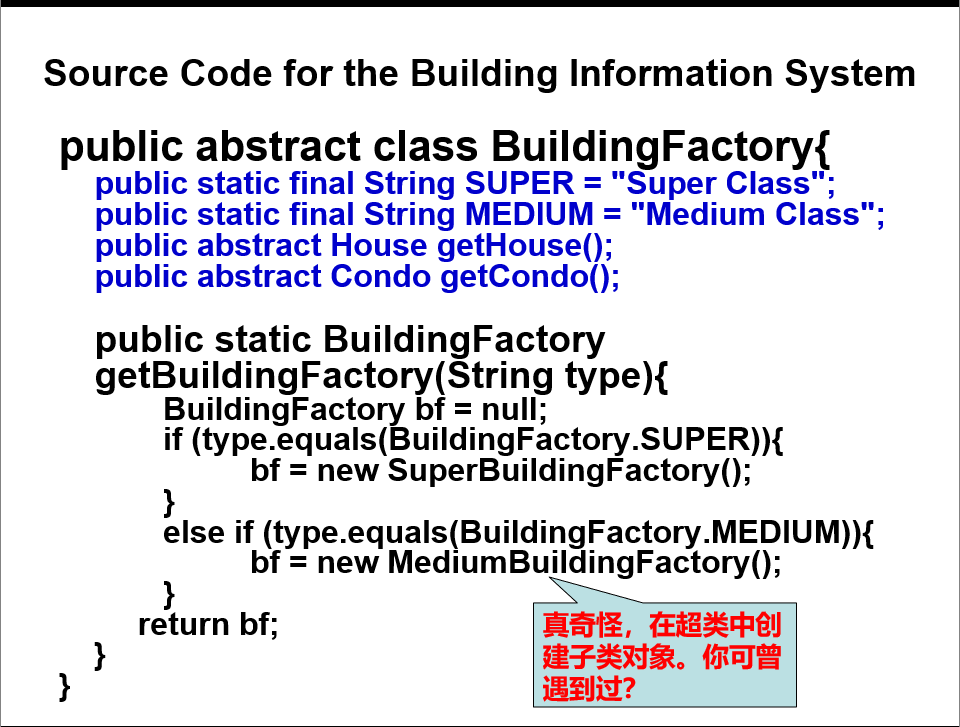 Source Code for the Building Information System
public abstract class BuildingFactory{
public static final String SUPER = "Super Class";
public static final String MEDIUM = "Medium Class";
public abstract House getHouse();
public abstract Condo getCondo();
public static BuildingFactory
getBuildingFactory(String type){
BuildingFactory bf = null;
if (type.equals(BuildingFactory.SUPER)){
bf = new SuperBuildingFactory();
}
else if (type.equals(BuildingFactory.MEDIUM)){
bf = new MediumBuildingFactory();
}
return bf;
}
}
真奇怪，在超类中创
建子类对象。你可曾
遇到过？